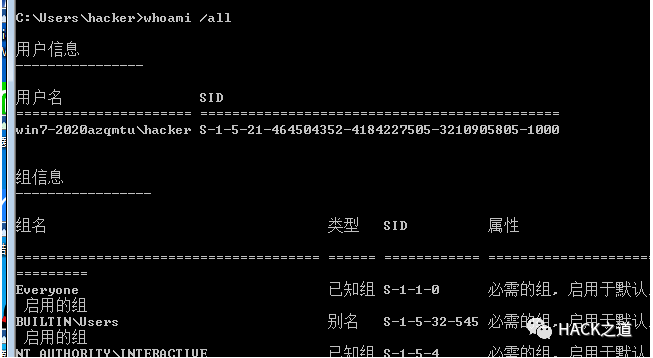 C:\Users\hacker>whoami /all
用户信息
----------------
用户名 SID
====================== =============================================
win7-2020azqmtu\hacker S-1-5-21-464504352-4184227505-3210905805-1000
组信息
-----------------
组名 类型 SID 属性
====================================== ====== ============ ====================
=========
Everyone 已知组 S-1-1-0 必需的组, 启用于默认,
启用的组
BUILTIN\Users 别名 S-1-5-32-545 必需的组, 启用于默认,
启用的组
NT AUTHORITY\INTERACTIVE 已知组 S-1-5-4 必需的组, 启用于默认
HACK之道